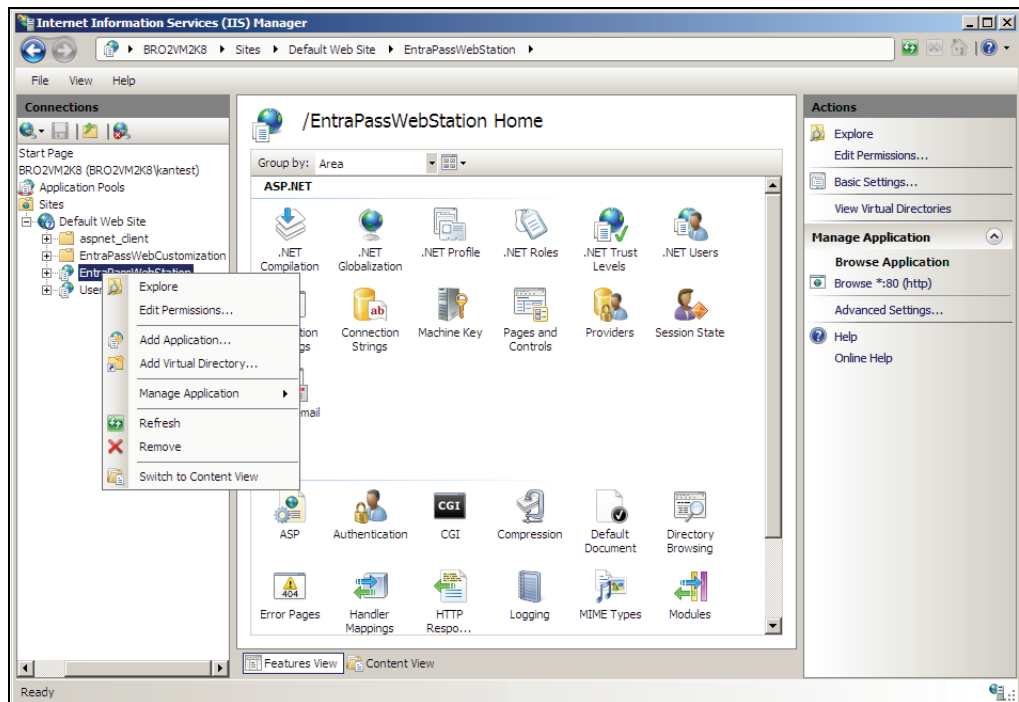 Internet Information Services (IIS) Manager
BRO2VM2K8 Sites Default Web Site EntraPassWebStation
File View Help
Connections
Start Page
BRO2VM2K8 (BRO2VM2K8\kantest)
Application Pools
Sites
Default Web Site
aspnet_client
EntraPassWebCustomization
EntraPassWebStation
User
Explore
Edit Permissions...
Add Application...
Add Virtual Directory...
Manage Application
Refresh
Remove
Switch to Content View
/EntraPassWebStation Home
Group by: Area
ASP.NET
.NET Compilation
.NET Globalization
.NET Profile
.NET Roles
.NET Trust Levels
.NET Users
Connection Strings
Machine Key
Pages and Controls
Providers
Session State
mail
ASP
Authentication
CGI
Compression
Default Document
Directory Browsing
Error Pages
Handler Mappings
HTTP Respo...
Logging
MIME Types
Modules
Features View Content View
Actions
Explore
Edit Permissions...
Basic Settings...
View Virtual Directories
Manage Application
Browse Application
Browse *:80 (http)
Advanced Settings...
Help
Online Help
Ready